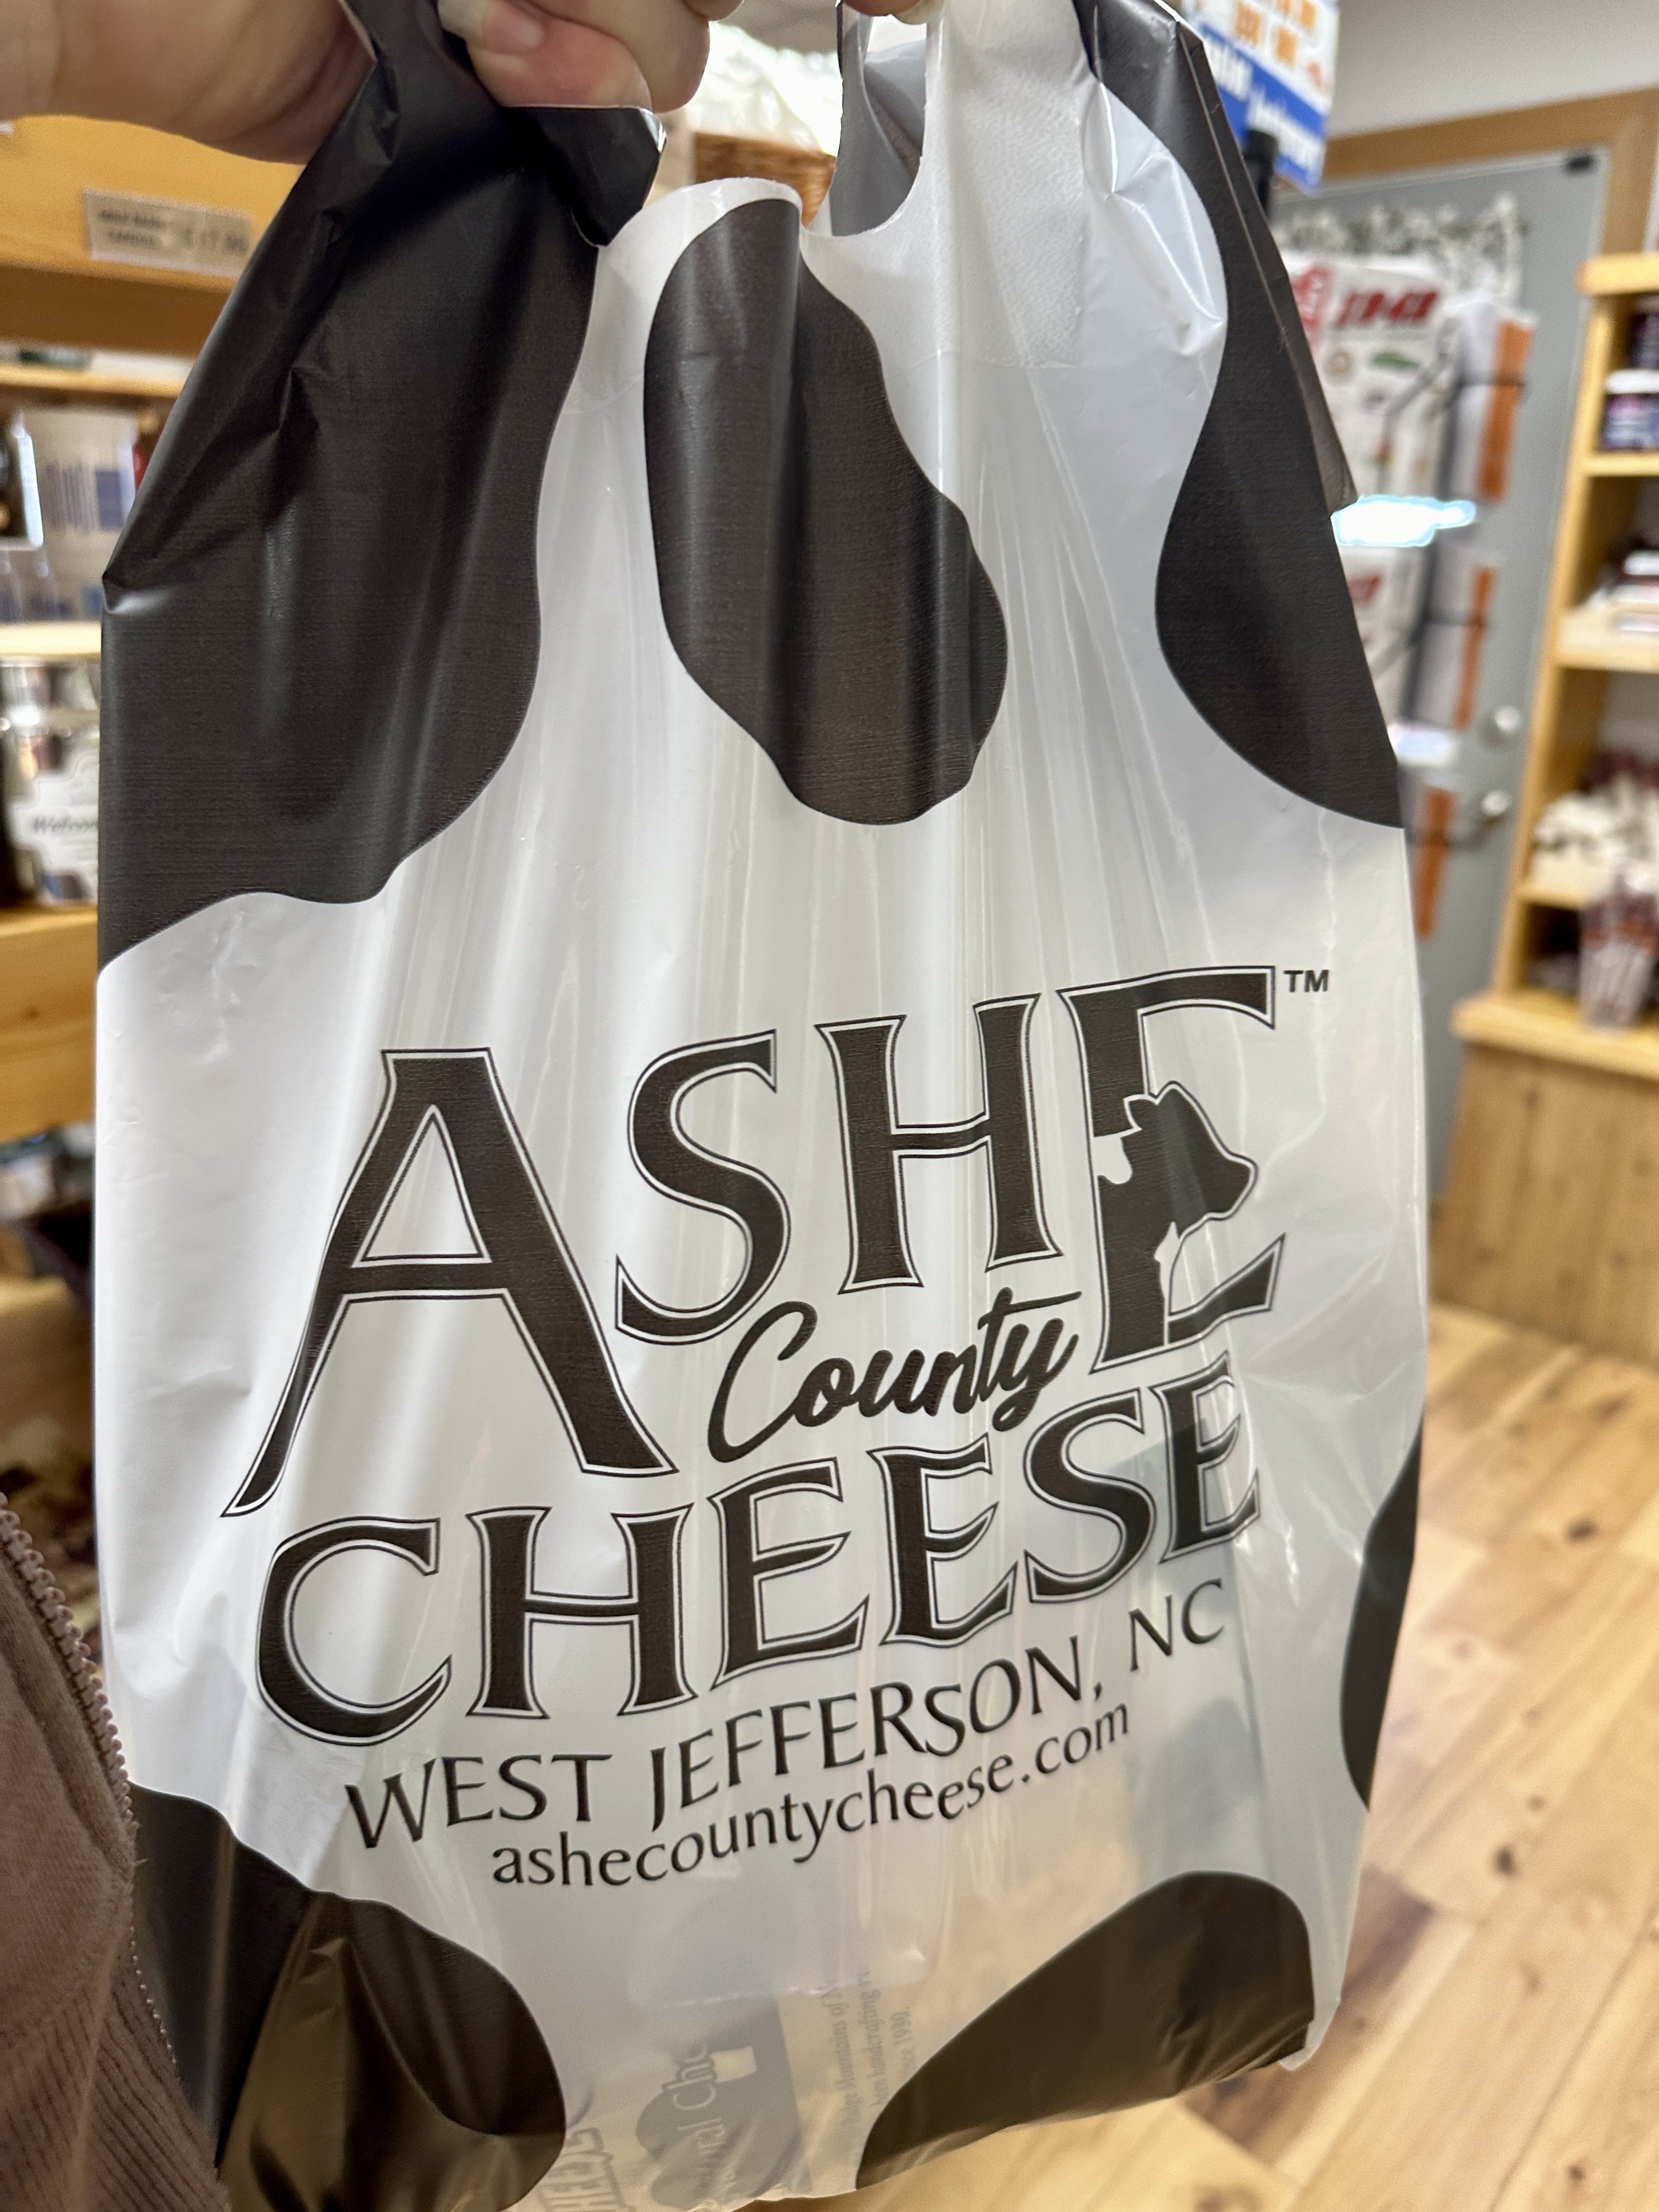 ASHE™
County
CHEESE
WEST JEFFERSON, NC
ashecountycheese.com